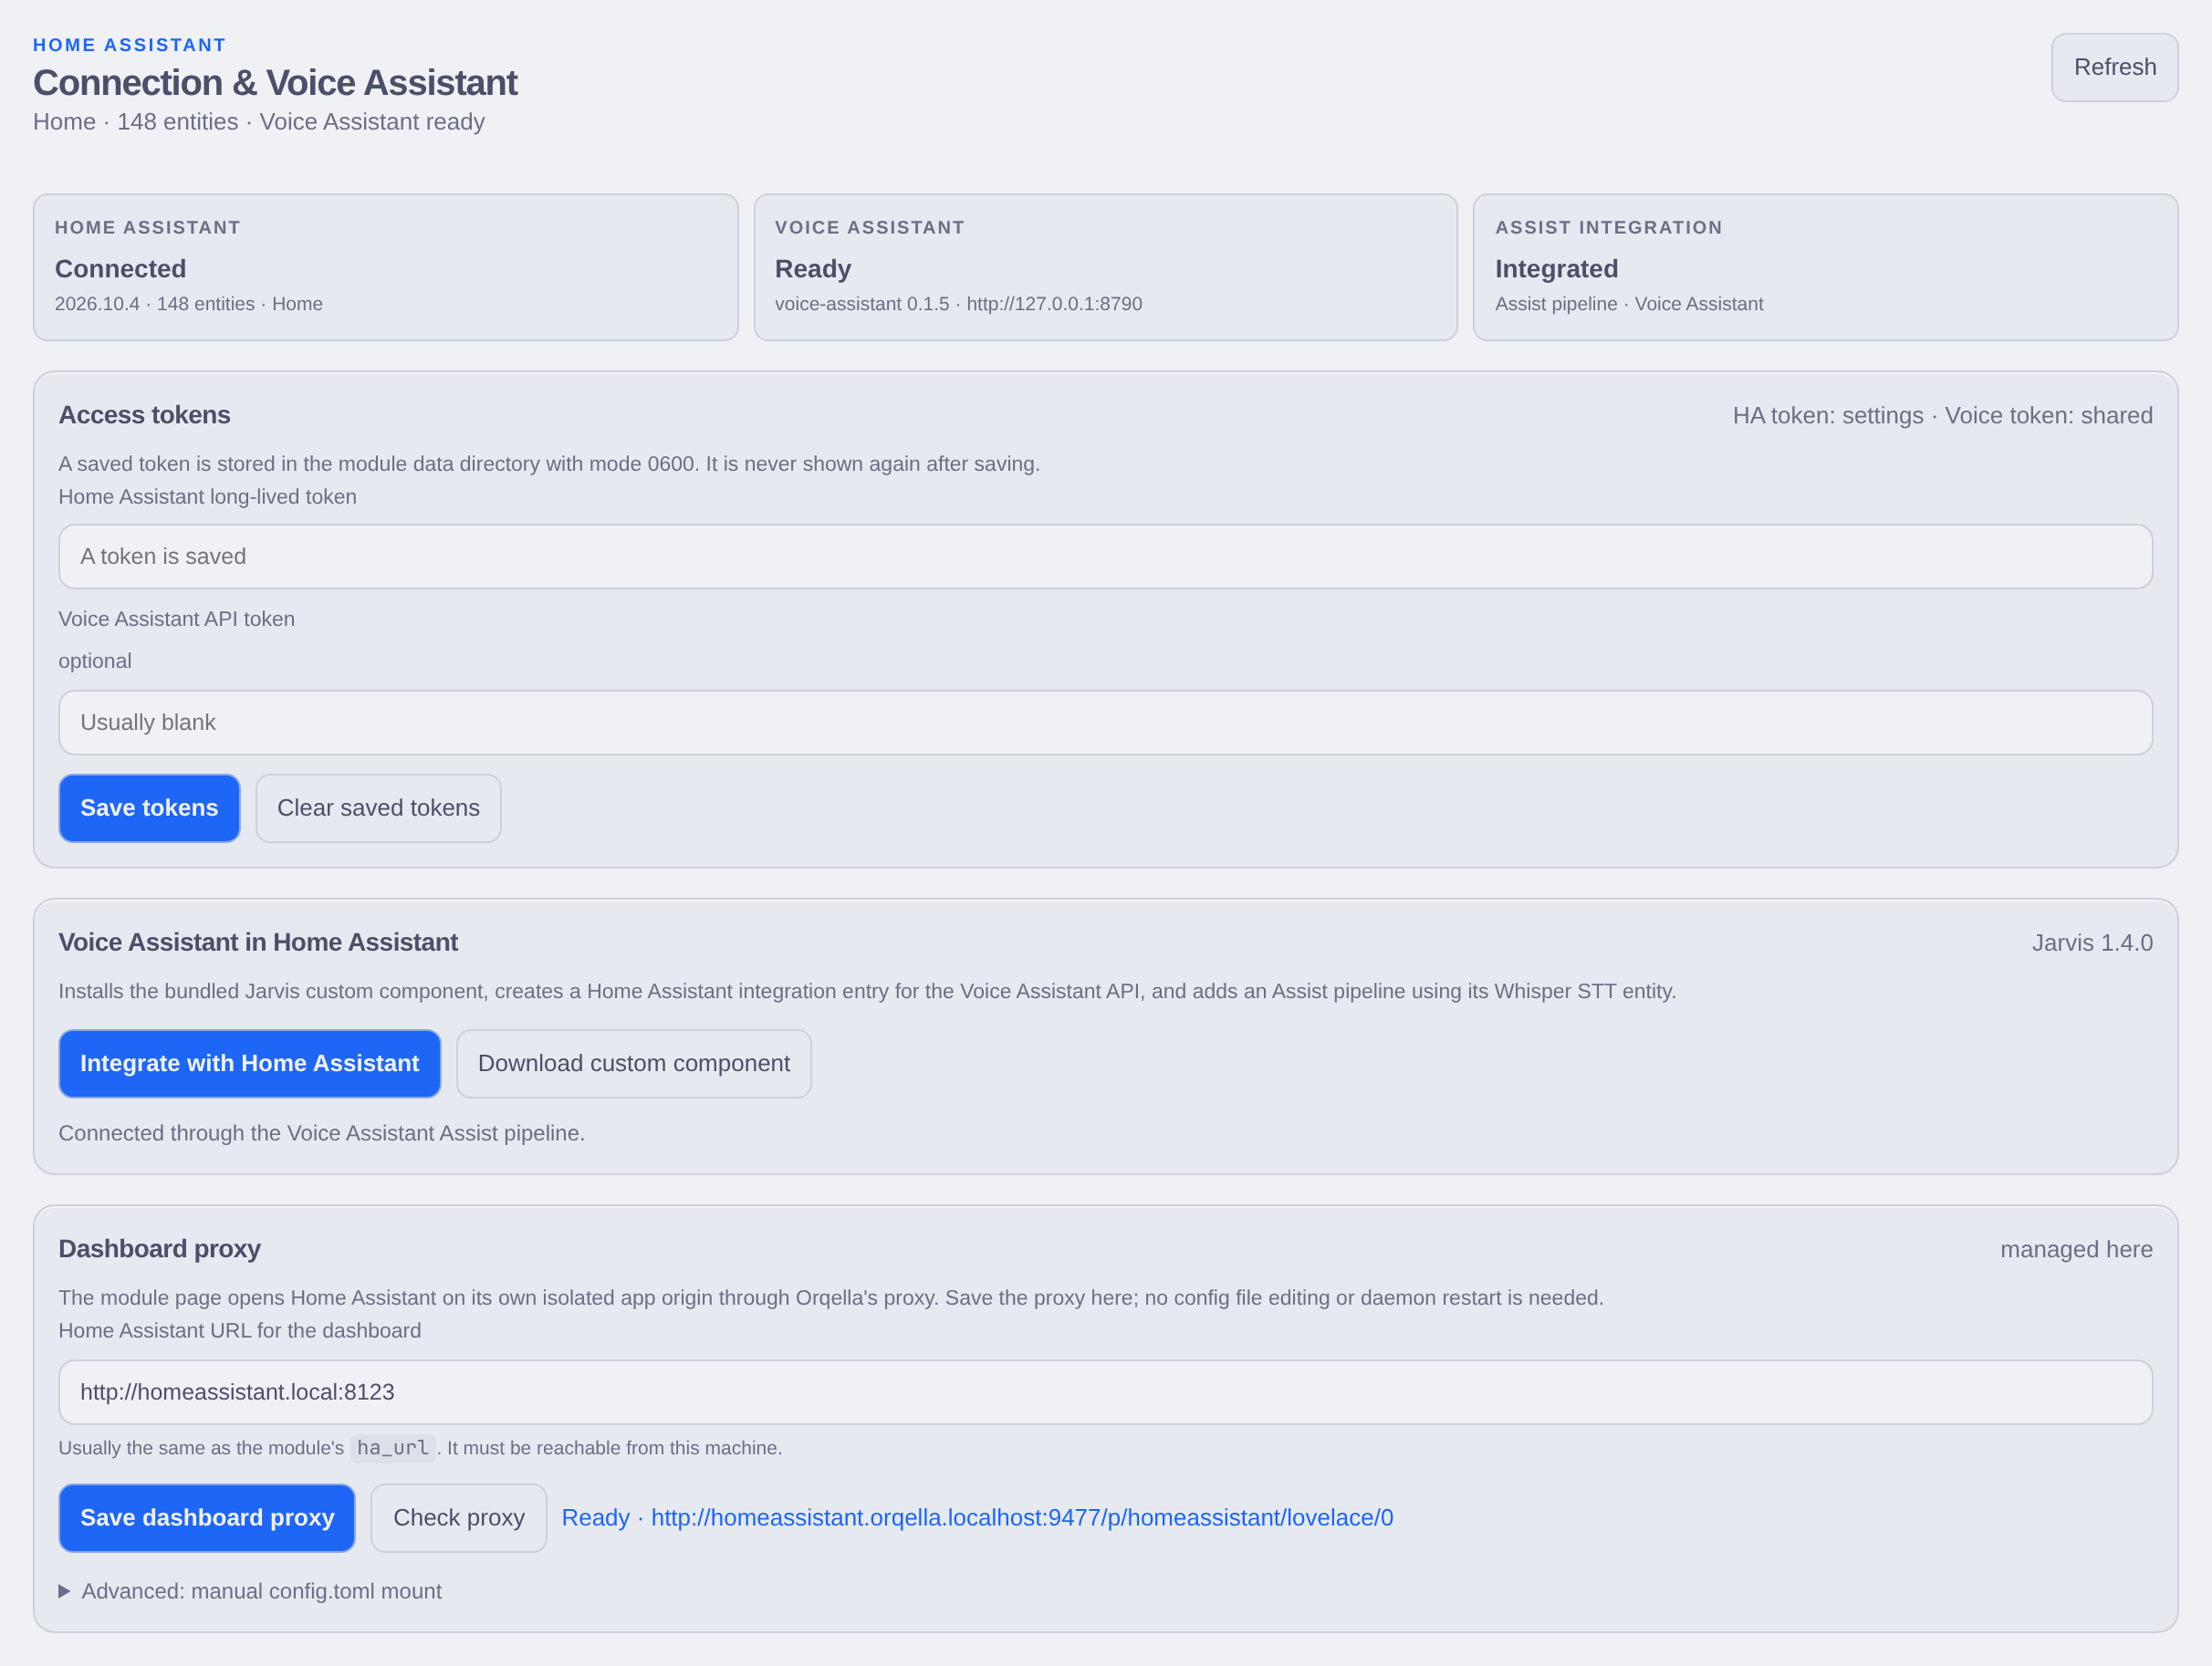 HOME ASSISTANT
Connection & Voice Assistant
Home · 148 entities · Voice Assistant ready
Refresh
HOME ASSISTANT
Connected
2026.10.4 · 148 entities · Home
VOICE ASSISTANT
Ready
voice-assistant 0.1.5 · http://127.0.0.1:8790
ASSIST INTEGRATION
Integrated
Assist pipeline · Voice Assistant
Access tokens
HA token: settings · Voice token: shared
A saved token is stored in the module data directory with mode 0600. It is never shown again after saving.
Home Assistant long-lived token
A token is saved
Voice Assistant API token
optional
Usually blank
Save tokens
Clear saved tokens
Voice Assistant in Home Assistant
Jarvis 1.4.0
Installs the bundled Jarvis custom component, creates a Home Assistant integration entry for the Voice Assistant API, and adds an Assist pipeline using its Whisper STT entity.
Integrate with Home Assistant
Download custom component
Connected through the Voice Assistant Assist pipeline.
Dashboard proxy
managed here
The module page opens Home Assistant on its own isolated app origin through Orqella's proxy. Save the proxy here; no config file editing or daemon restart is needed.
Home Assistant URL for the dashboard
http://homeassistant.local:8123
Usually the same as the module's ha_url. It must be reachable from this machine.
Save dashboard proxy
Check proxy
Ready · http://homeassistant.orqella.localhost:9477/p/homeassistant/lovelace/0
Advanced: manual config.toml mount